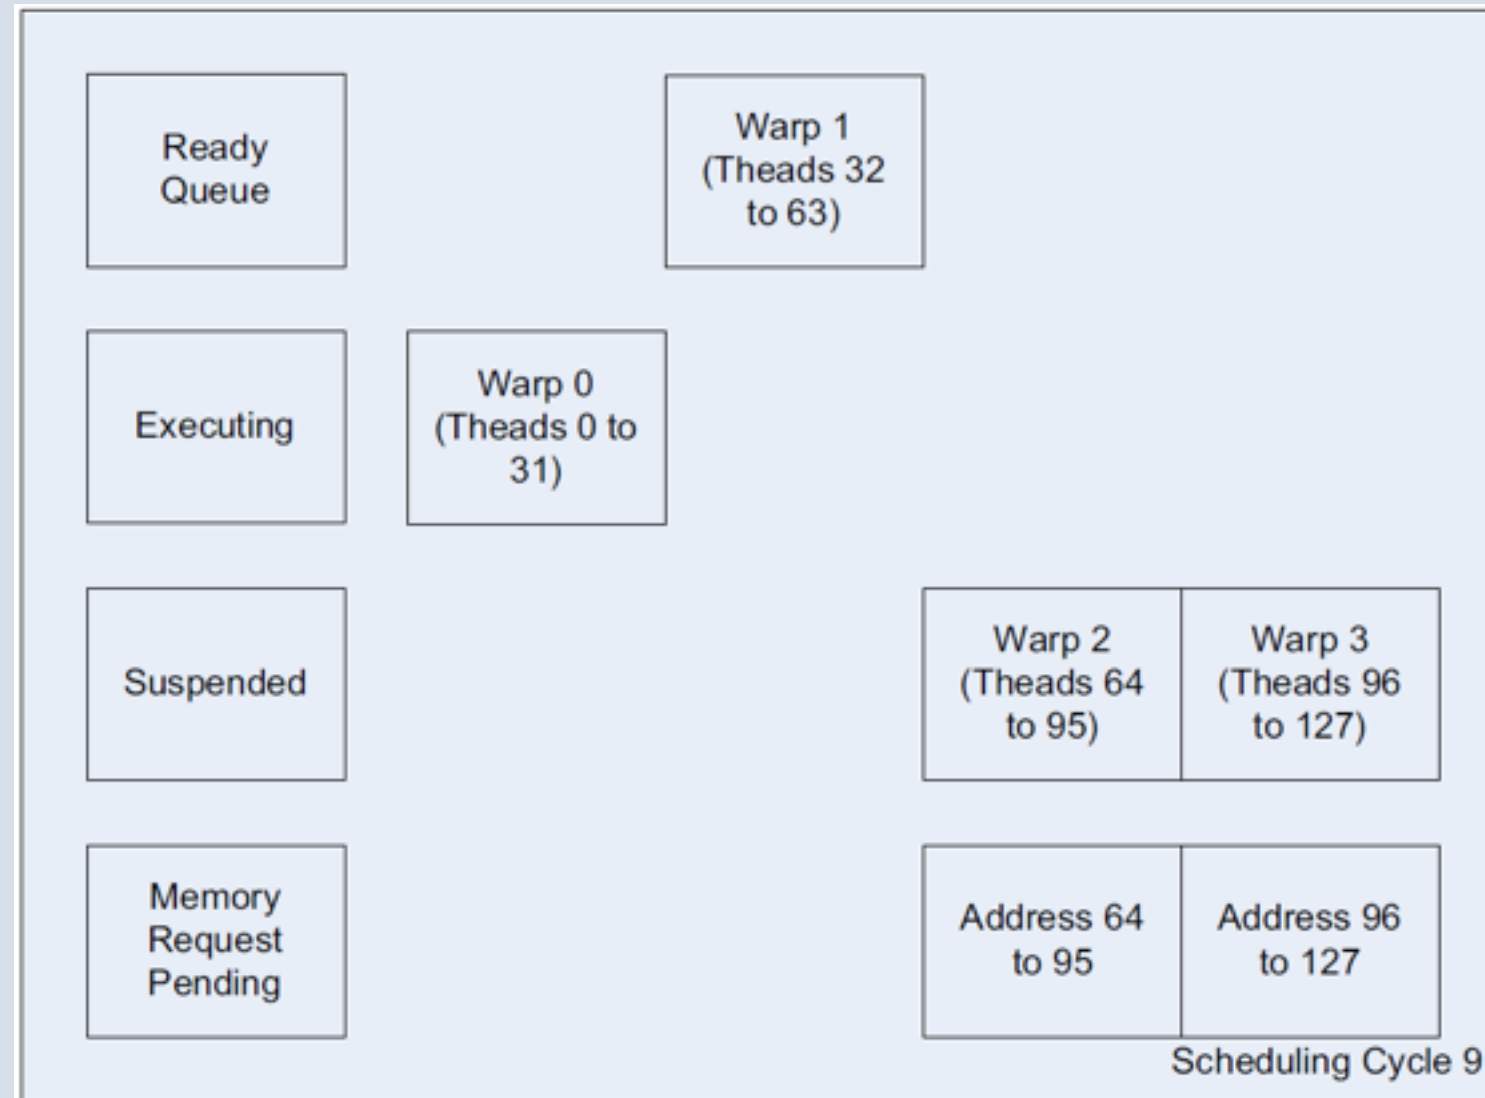 Ready
Queue
Warp 1
(Theads 32
to 63)
Executing
Warp 0
(Theads 0 to
31)
Suspended
Warp 2
(Theads 64
to 95)
Warp 3
(Theads 96
to 127)
Memory
Request
Pending
Address 64
to 95
Address 96
to 127
Scheduling Cycle 9